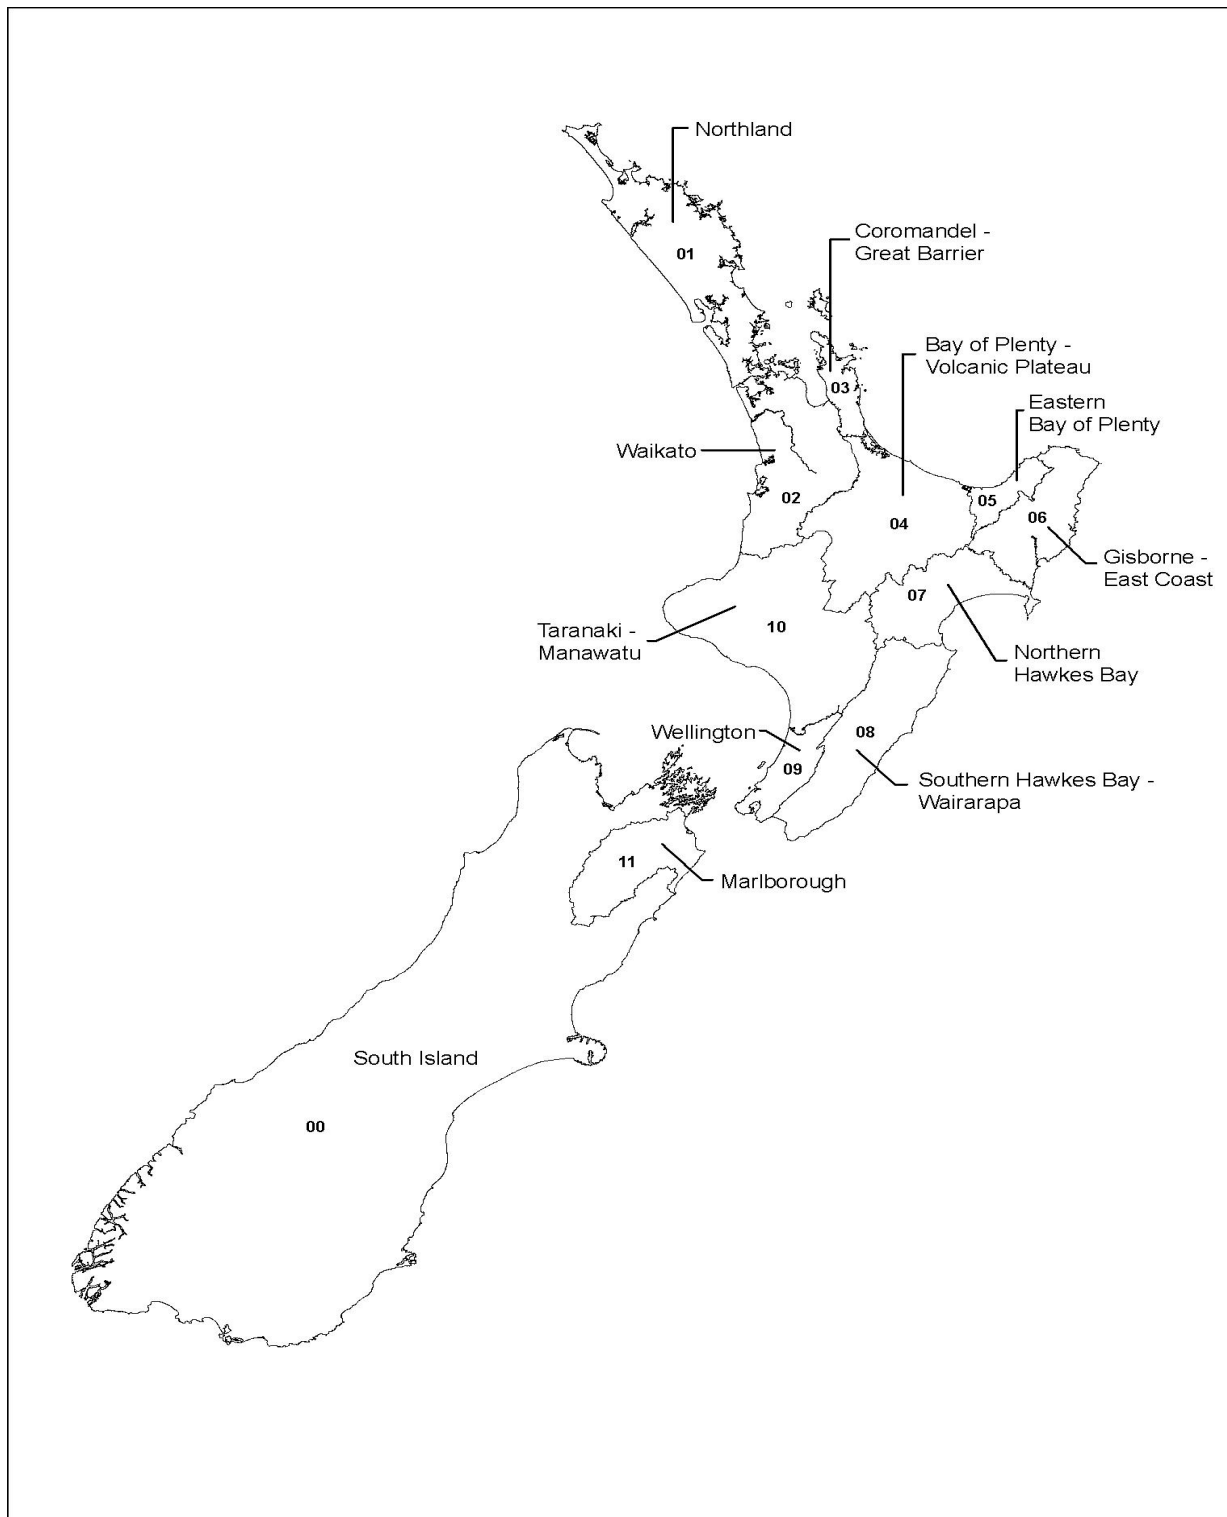 Northland
01
Coromandel -
Great Barrier
03
Bay of Plenty -
Volcanic Plateau
Eastern
Bay of Plenty
Waikato
02
05
04
06
Gisborne -
East Coast
07
Taranaki -
Manawatu
10
Northern
Hawkes Bay
Wellington
08
09
Southern Hawkes Bay -
Wairarapa
11
Marlborough
South Island
00